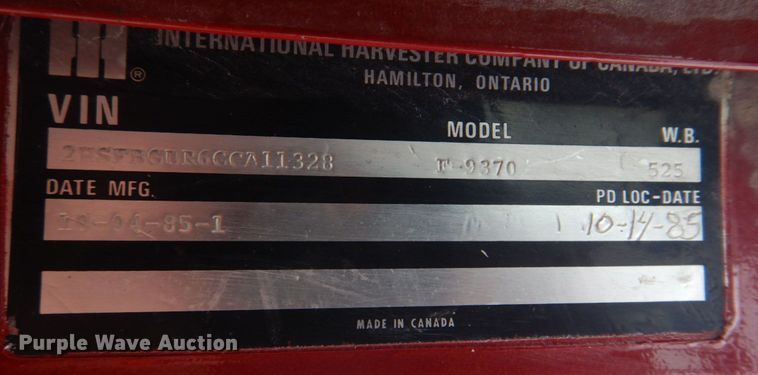 INTERNATIONAL HARVESTER COMPANY OF CANADA, LTD.
HAMILTON, ONTARIO
VIN MODEL W.B.
F-9370 525
DATE MFG. PD LOC-DATE
10-14-85
MADE IN CANADA
Purple Wave Auction